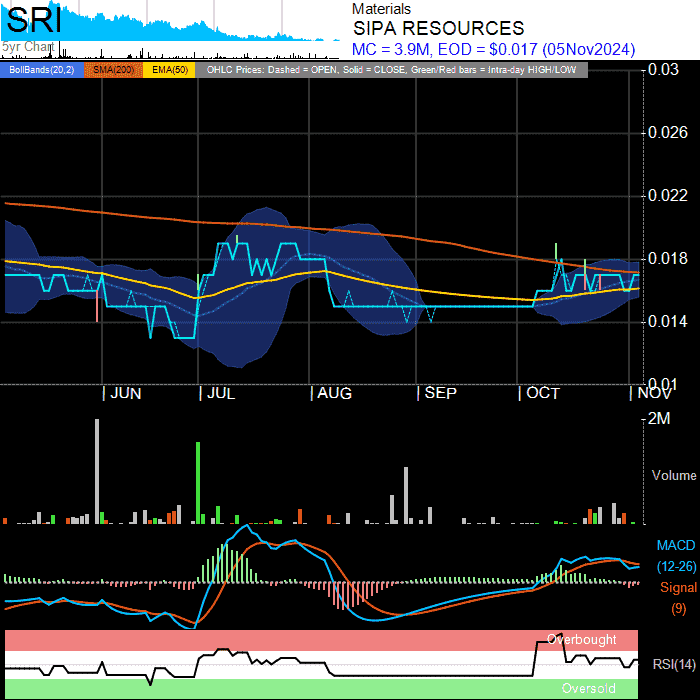 SRI
5yr Chart
Materials
SIPA RESOURCES
MC = 3.9M, EOD = $0.017 (05Nov2024)
BollBands(20,2) SMA(200) EMA(50) OHLC Prices: Dashed = OPEN, Solid = CLOSE, Green/Red bars = Intra-day HIGH/LOW
0.03
0.026
0.022
0.018
0.014
0.01
| JUN | JUL | AUG | SEP | OCT | NOV
2M
Volume
MACD
(12-26)
Signal
(9)
Overbought
RSI(14)
Oversold